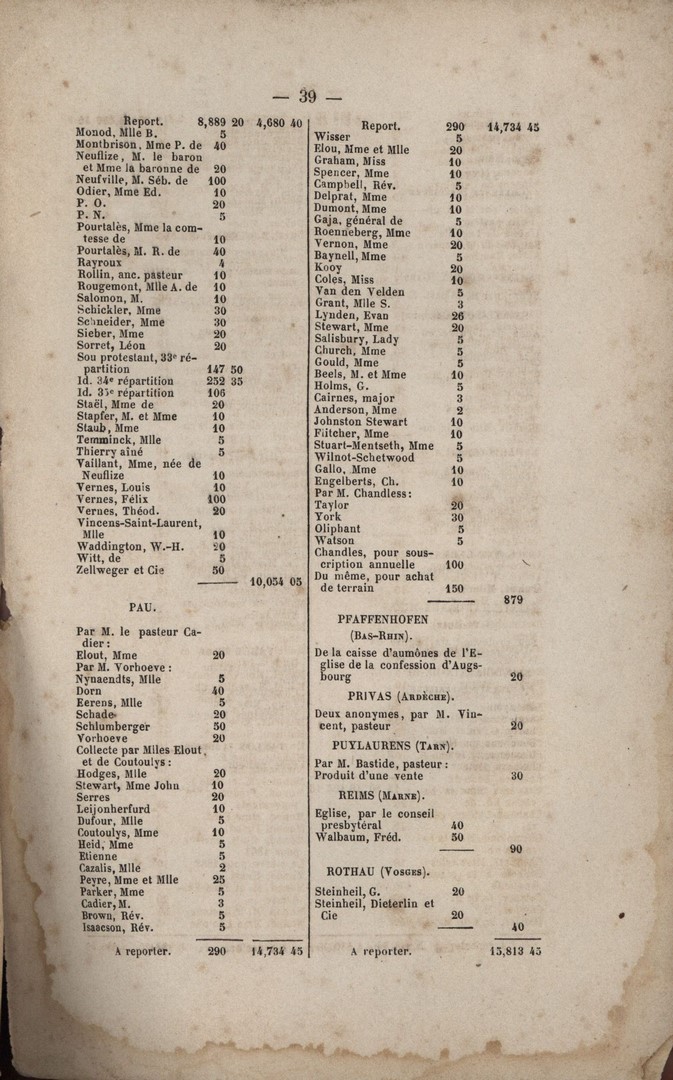 — 39 —
Report. 8,889 20 4,680 40
Monod, Mlle B. 5
Montbrison, Mme P. de 40
Neuflize, M. le baron
et Mme la baronne de 20
Neufville, M. Séb. de 100
Odier, Mme Ed. 10
P. O. 20
P. N. 5
Pourtalès, Mme la com-
tesse de 10
Pourtalès, M. R. de 40
Rayroux 4
Rollin, anc. pasteur 10
Rougemont, Mlle A. de 10
Salomon, M. 10
Schickler, Mme 30
Schneider, Mme 30
Sieber, Mme 20
Sorret, Léon 20
Sou protestant, 33e ré-
partition 147 50
Id. 34e répartition 252 35
Id. 35e répartition 106
Staël, Mme de 20
Stapfer, M. et Mme 10
Staub, Mme 10
Temminck, Mlle 5
Thierry aîné 5
Vaillant, Mme, née de
Neuflize 10
Vernes, Louis 10
Vernes, Félix 100
Vernes, Théod. 20
Vincens-Saint-Laurent,
Mlle 10
Waddington, W.-H. 20
Witt, de 5
Zellweger et Cie 50
10,054 05
PAU.
Par M. le pasteur Ca-
dier :
Elout, Mme 20
Par M. Vorhoeve :
Nynaendts, Mlle 5
Dorn 40
Eerens, Mlle 5
Schade 20
Schlumberger 50
Vorhoeve 20
Collecte par Mlles Elout
et de Coutoulys :
Hodges, Mlle 20
Stewart, Mme John 10
Serres 20
Leijonherfurd 10
Dufour, Mlle 5
Coutoulys, Mme 10
Heid, Mme 5
Etienne 5
Cazalis, Mlle 2
Peyre, Mme et Mlle 25
Parker, Mme 5
Cadier, M. 3
Brown, Rév. 5
Isaacson, Rév. 5
A reporter. 290 14,734 45
Report. 290 14,734 45
Wisser 5
Elou, Mme et Mlle 20
Graham, Miss 10
Spencer, Mme 10
Campbell, Rév. 5
Delprat, Mme 10
Dumont, Mme 10
Gaja, général de 5
Roenneberg, Mme 10
Vernon, Mme 20
Baynell, Mme 5
Kooy 20
Coles, Miss 10
Van den Velden 5
Grant, Mlle S. 3
Lynden, Evan 26
Stewart, Mme 20
Salisbury, Lady 5
Church, Mme 5
Gould, Mme 5
Beels, M. et Mme 10
Holms, G. 5
Cairnes, major 3
Anderson, Mme 2
Johnston Stewart 10
Flitcher, Mme 10
Stuart-Mentseth, Mme 5
Wilnot-Schetwood 5
Gallo, Mme 10
Engelberts, Ch. 10
Par M. Chandless :
Taylor 20
York 30
Oliphant 5
Watson 5
Chandles, pour sous-
cription annuelle 100
Du même, pour achat
de terrain 150
879
PFAFFENHOFEN
(BAS-RHIN).
De la caisse d'aumônes de l'E-
glise de la confession d'Augs-
bourg 20
PRIVAS (ARDÈCHE).
Deux anonymes, par M. Vin-
cent, pasteur 20
PUYLAURENS (TARN).
Par M. Bastide, pasteur :
Produit d'une vente 30
REIMS (MARNE).
Eglise, par le conseil
presbytéral 40
Walbaum, Fréd. 50
90
ROTHAU (VOSGES).
Steinheil, G. 20
Steinheil, Dieterlin et
Cie 20
40
A reporter. 15,813 45